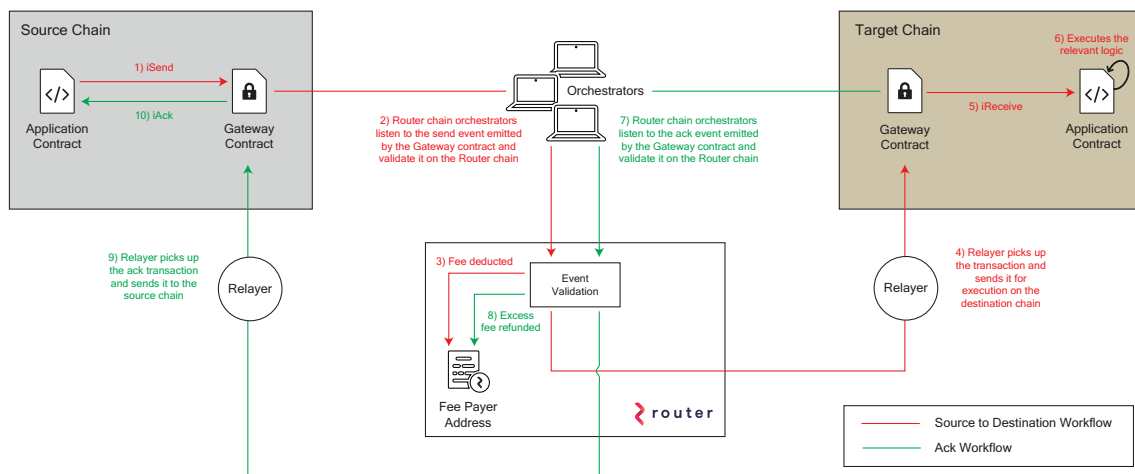 Source Chain
1) iSend
10) iAck
Application
Contract
Gateway
Contract
Orchestrators
2) Router chain orchestrators
listen to the send event emitted
by the Gateway contract and
validate it on the Router chain
7) Router chain orchestrators
listen to the ack event emitted
by the Gateway contract and
validate it on the Router chain
Target Chain
6) Executes the
relevant logic
5) iReceive
Gateway
Contract
Application
Contract
9) Relayer picks up
the ack transaction
and sends it to the
source chain
Relayer
3) Fee deducted
Event
Validation
8) Excess
fee refunded
Fee Payer
Address
router
Relayer
4) Relayer picks up
the transaction and
sends it for
execution on the
destination chain
Source to Destination Workflow
Ack Workflow